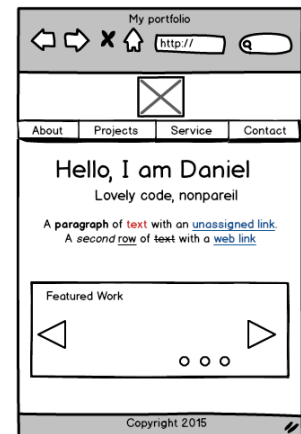 My portfolio
http://
About Projects Service Contact
Hello, I am Daniel
Lovely code, nonpareil
A paragraph of text with an unassigned link.
A second row of text with a web link
Featured Work
Copyright 2015